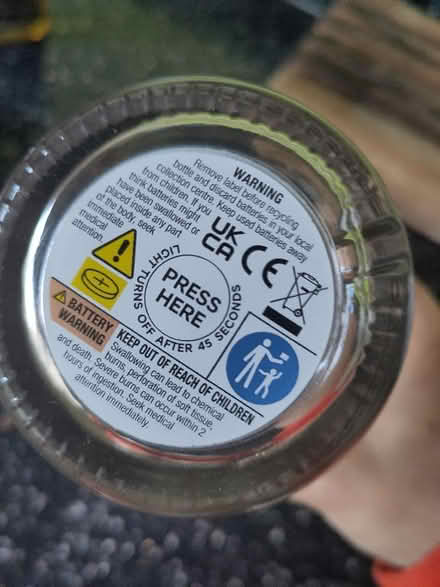 WARNING
Remove label before recycling
bottle and discard batteries in your local
collection centre. Keep used batteries away
from children. If you
think batteries might
have been swallowed or
placed inside any part
of the body, seek
immediate
medical
attention.
UK
CA CE
LIGHT TURNS OFF AFTER 45 SECONDS
PRESS
HERE
BATTERY
WARNING
KEEP OUT OF REACH OF CHILDREN
Swallowing can lead to chemical
burns, perforation of soft tissue,
and death. Severe burns can occur within 2
hours of ingestion. Seek medical
attention immediately.